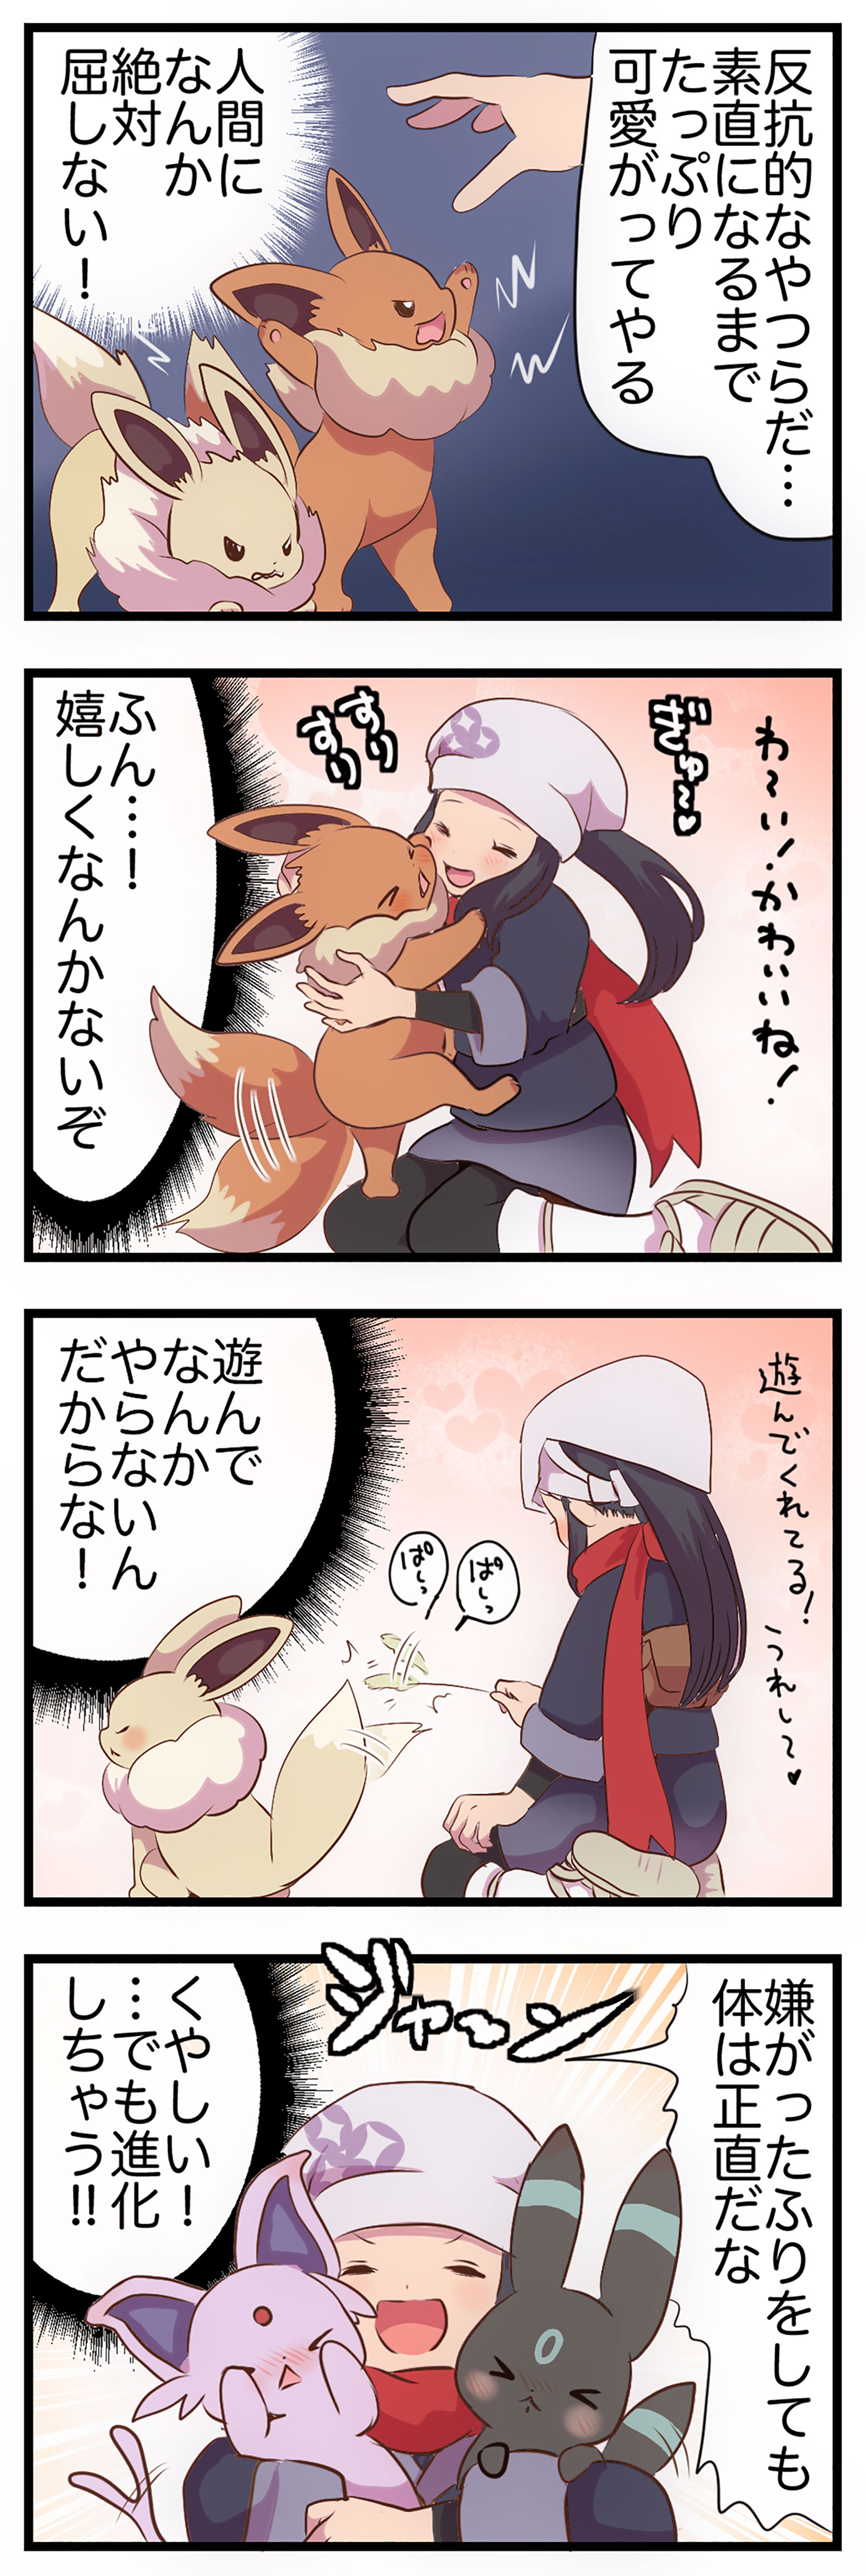 反抗的なやつらだ…
素直になるまで
たっぷり
可愛がってやる
人間に
なんか
絶対
屈しない！
わ～い！かわいいね！
ぎゅ～♥
すり
すり
ふん…！
嬉しくなんかないぞ
遊んでくれてる！
うれし～♥
ぱしっ
ぱしっ
遊んで
なんか
やらないん
だからな！
嫌がったふりをしても
体は正直だな
ジャーン
くやしい！
…でも進化
しちゃう!!